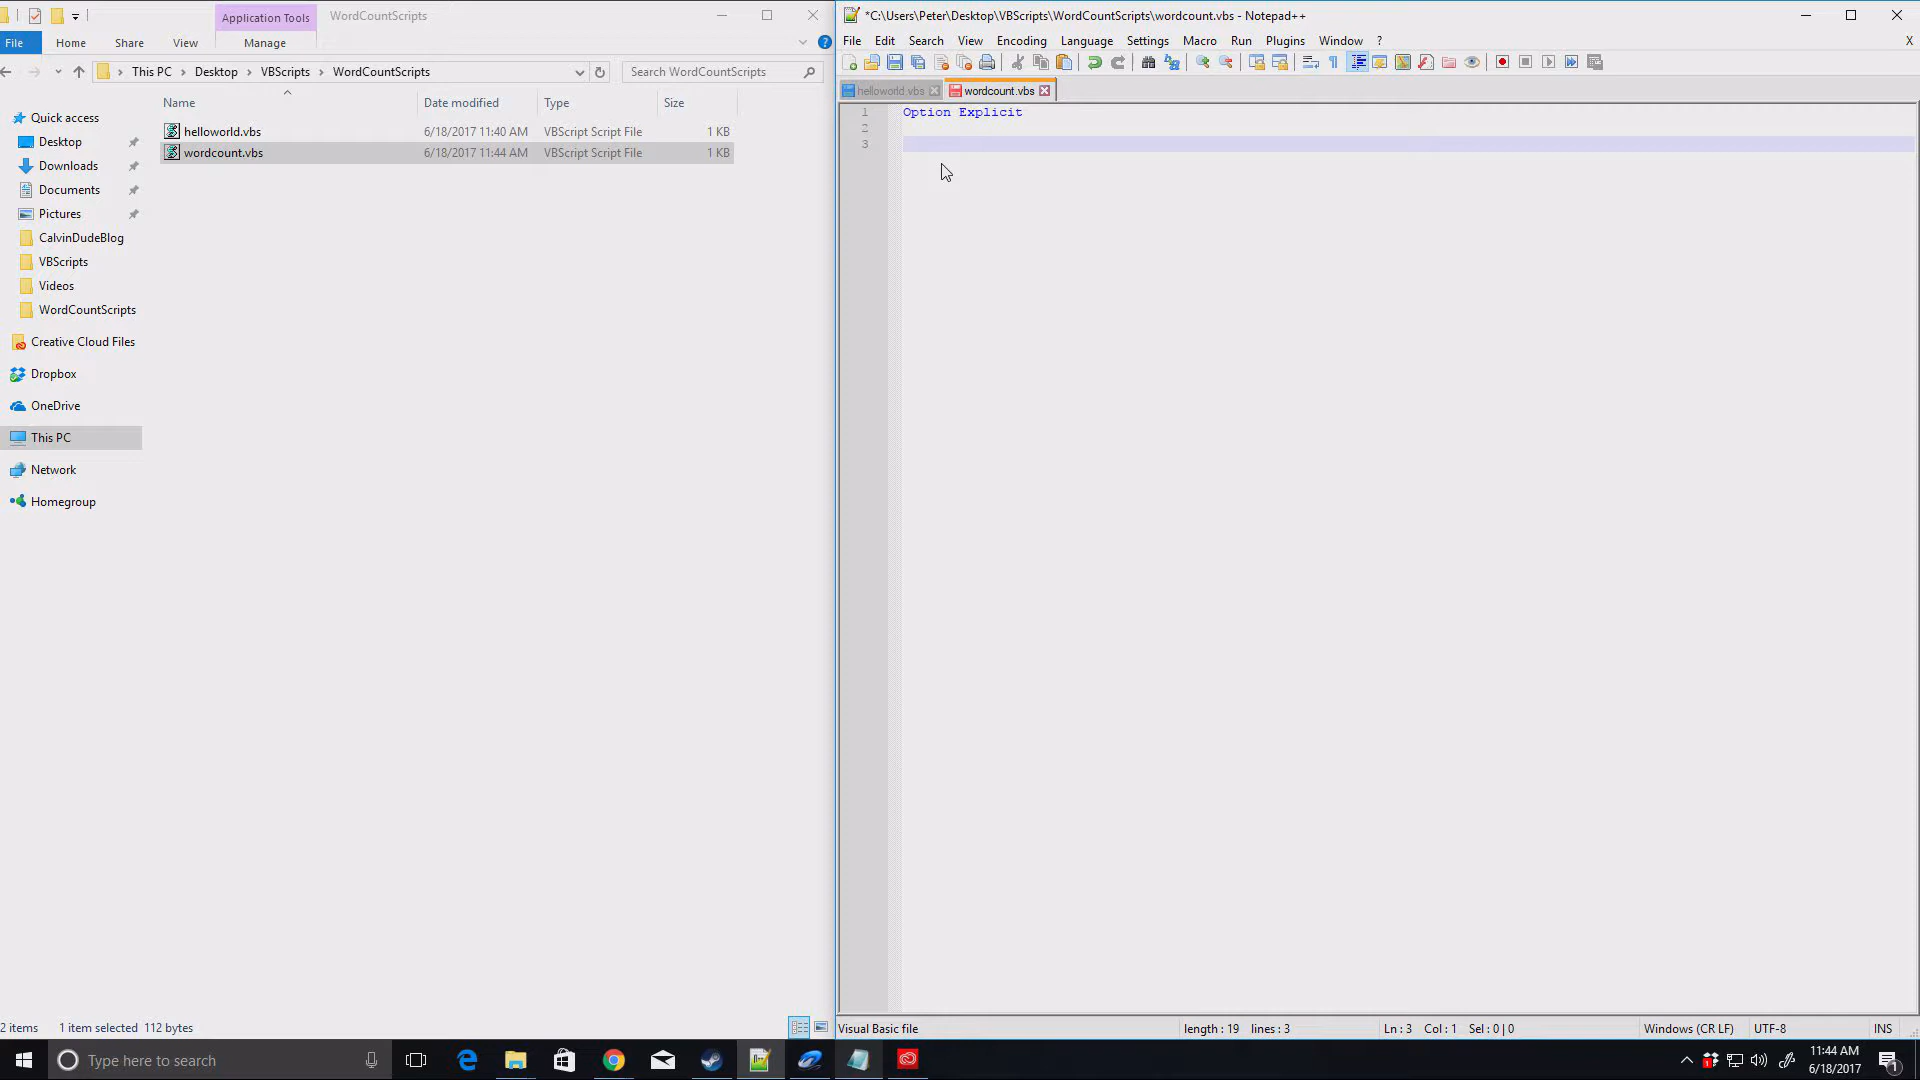 Application Tools
WordCountScripts
File
Home
Share
View
Manage
This PC
Desktop
VBScripts
WordCountScripts
Search WordCountScripts
Name
Date modified
Type
Size
helloworld.vbs
6/18/2017 11:40 AM
VBScript Script File
1 KB
wordcount.vbs
6/18/2017 11:44 AM
VBScript Script File
1 KB
Quick access
Desktop
Downloads
Documents
Pictures
CalvinDudeBlog
VBScripts
Videos
WordCountScripts
Creative Cloud Files
Dropbox
OneDrive
This PC
Network
Homegroup
2 items
1 item selected 112 bytes
*C:\Users\Peter\Desktop\VBScripts\WordCountScripts\wordcount.vbs - Notepad++
File Edit Search View Encoding Language Settings Macro Run Plugins Window ?
X
helloworld.vbs
wordcount.vbs
1 Option Explicit
2
3
Visual Basic file
length : 19 lines : 3
Ln : 3 Col : 1 Sel : 0 | 0
Windows (CR LF)
UTF-8
INS
Type here to search
11:44 AM
6/18/2017
1